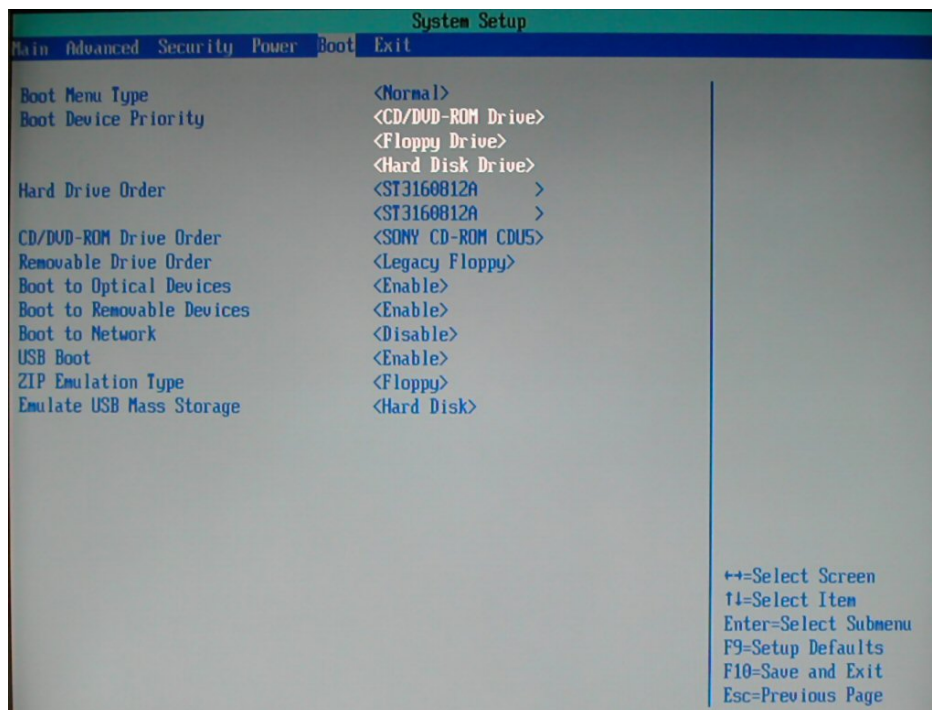 System Setup
Main Advanced Security Power Boot Exit
Boot Menu Type <Normal>
Boot Device Priority <CD/DVD-ROM Drive>
<Floppy Drive>
<Hard Disk Drive>
Hard Drive Order <ST3160812A >
<ST3160812A >
CD/DVD-ROM Drive Order <SONY CD-ROM CDU5>
Removable Drive Order <Legacy Floppy>
Boot to Optical Devices <Enable>
Boot to Removable Devices <Enable>
Boot to Network <Disable>
USB Boot <Enable>
ZIP Emulation Type <Floppy>
Emulate USB Mass Storage <Hard Disk>
←→=Select Screen
↑↓=Select Item
Enter=Select Submenu
F9=Setup Defaults
F10=Save and Exit
Esc=Previous Page